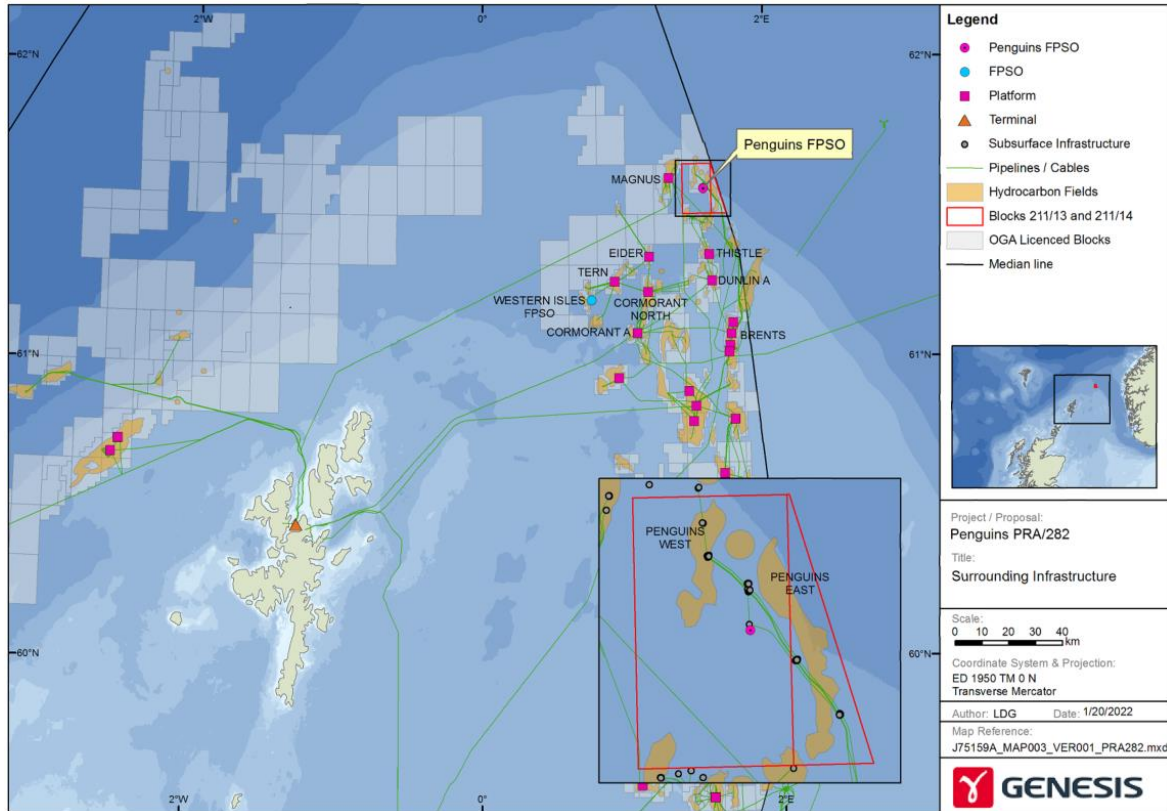 2°W
0°
2°E
62°N
62°N
Penguins FPSO
MAGNUS
EIDER
THISTLE
TERN
DUNLIN A
WESTERN ISLES
FPSO
CORMORANT
NORTH
CORMORANT A
BRENTS
61°N
61°N
PENGUINS
WEST
PENGUINS
EAST
60°N
60°N
2°W
0°
2°E
Legend
Penguins FPSO
FPSO
Platform
Terminal
Subsurface Infrastructure
Pipelines / Cables
Hydrocarbon Fields
Blocks 211/13 and 211/14
OGA Licenced Blocks
Median line
Project / Proposal:
Penguins PRA/282
Title:
Surrounding Infrastructure
Scale:
0 10 20 30 40
km
Coordinate System & Projection:
ED 1950 TM 0 N
Transverse Mercator
Author: LDG Date: 1/20/2022
Map Reference:
J75159A_MAP003_VER001_PRA282.mxd
GENESIS